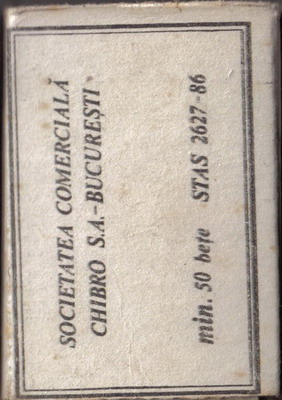 SOCIETATEA COMERCIALĂ
CHIBRO S.A.-BUCUREȘTI
min. 50 bețe STAS 2627-86